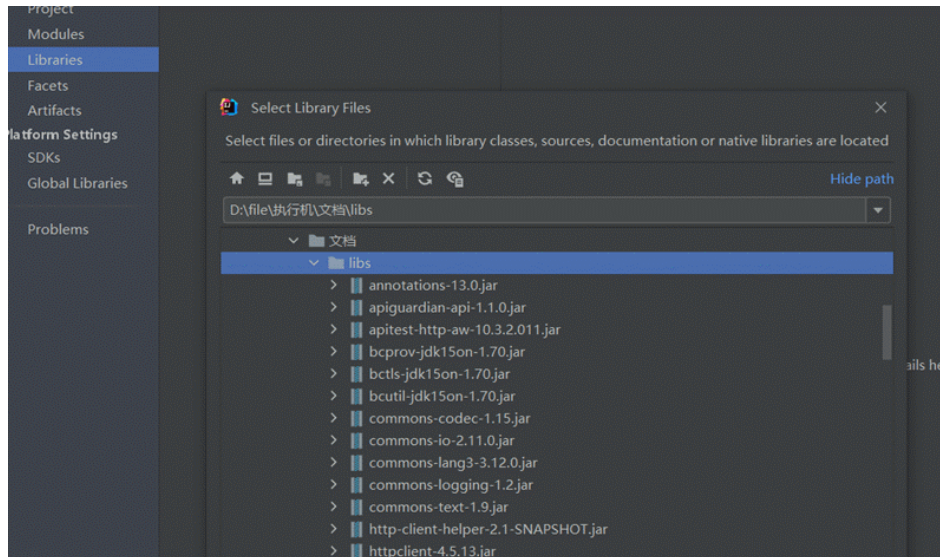 Project
Modules
Libraries
Facets
Artifacts
Platform Settings
SDKs
Global Libraries
Problems
Select Library Files
Select files or directories in which library classes, sources, documentation or native libraries are located
Hide path
D:\file\执行机\文档\libs
文档
libs
annotations-13.0.jar
apiguardian-api-1.1.0.jar
apitest-http-aw-10.3.2.011.jar
bcprov-jdk15on-1.70.jar
bctls-jdk15on-1.70.jar
bcutil-jdk15on-1.70.jar
commons-codec-1.15.jar
commons-io-2.11.0.jar
commons-lang3-3.12.0.jar
commons-logging-1.2.jar
commons-text-1.9.jar
http-client-helper-2.1-SNAPSHOT.jar
httpclient-4.5.13.jar